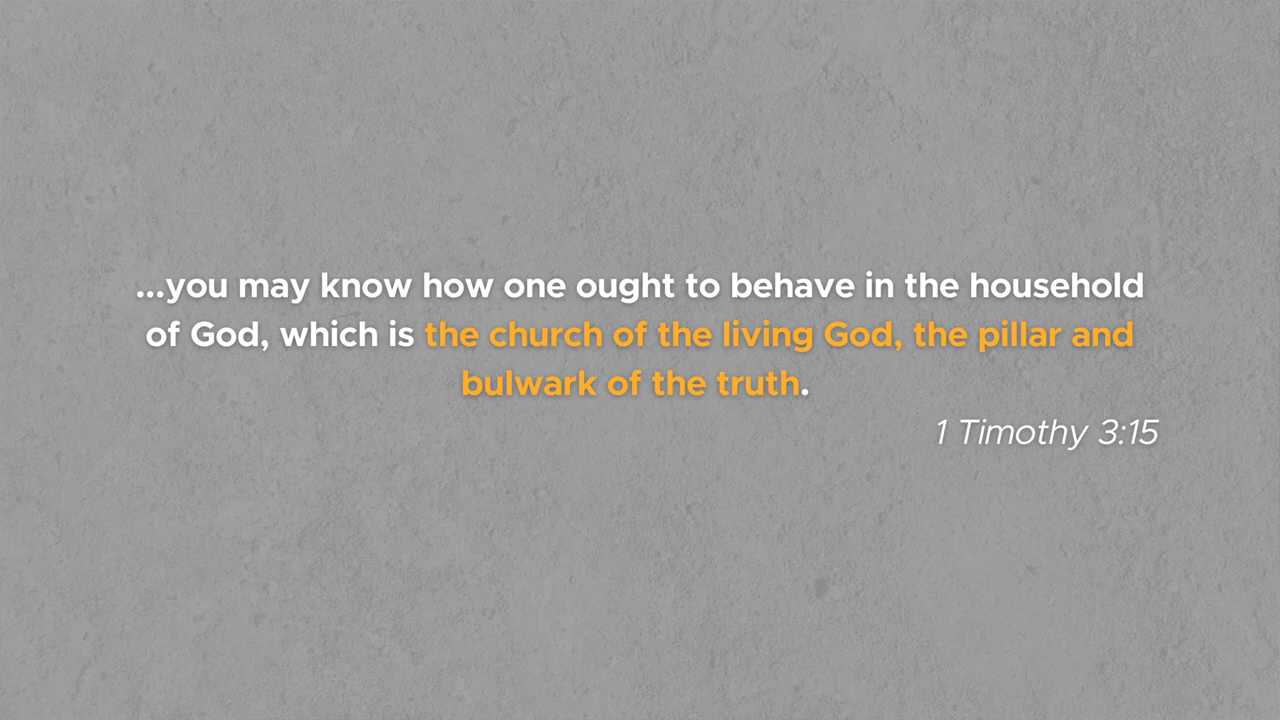 ...you may know how one ought to behave in the household
of God, which is the church of the living God, the pillar and
bulwark of the truth.
1 Timothy 3:15